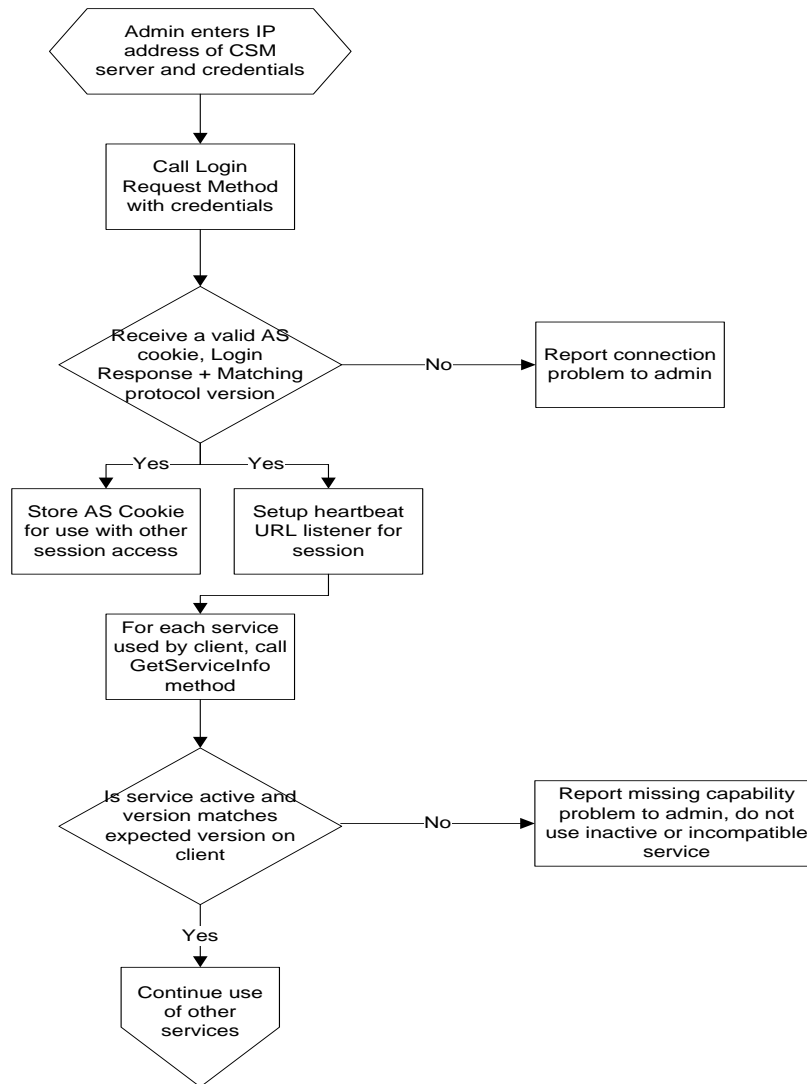 Admin enters IP
address of CSM
server and credentials
Call Login
Request Method
with credentials
Receive a valid AS
cookie, Login
Response + Matching
protocol version
No
Report connection
problem to admin
Yes
Yes
Store AS Cookie
for use with other
session access
Setup heartbeat
URL listener for
session
For each service
used by client, call
GetServiceInfo
method
Is service active and
version matches
expected version on
client
No
Report missing capability
problem to admin, do not
use inactive or incompatible
service
Yes
Continue use
of other
services